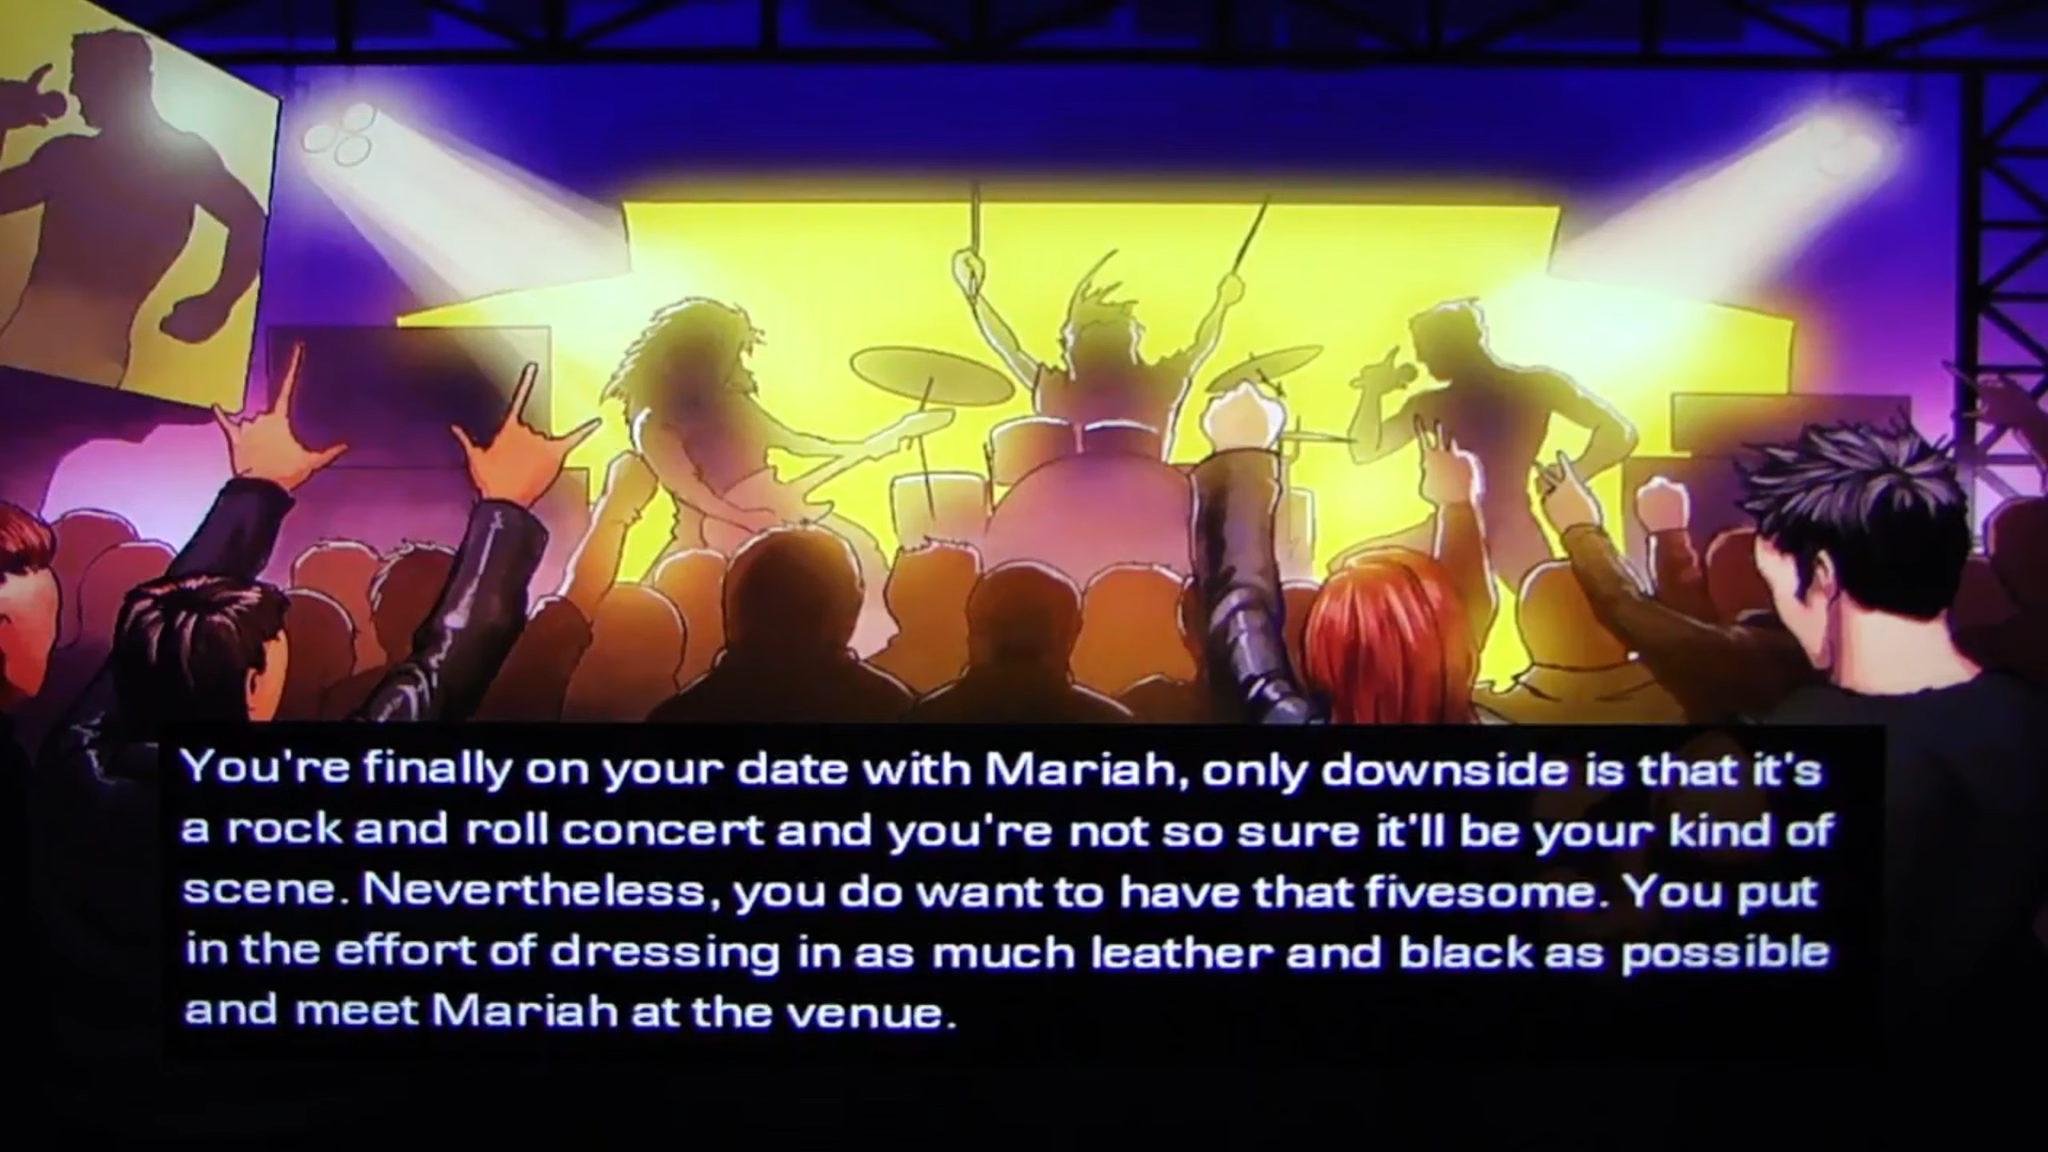 You're finally on your date with Mariah, only downside is that it's
a rock and roll concert and you're not so sure it'll be your kind of
scene. Nevertheless, you do want to have that fivesome. You put
in the effort of dressing in as much leather and black as possible
and meet Mariah at the venue.